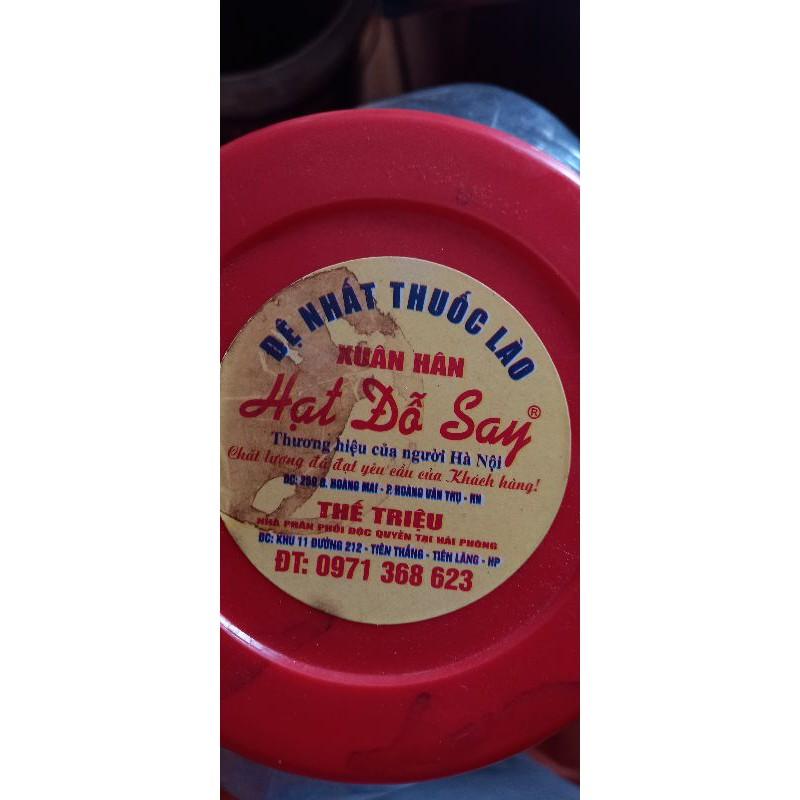 ĐỆ NHẤT THUỐC LÀO
XUÂN HÂN
Hạt Đỗ Say ®
Thương hiệu của người Hà Nội
Chất lượng đã đạt yêu cầu của Khách hàng!
ĐC: 250 Đ. HOÀNG MAI - P. HOÀNG VĂN THỤ - HN
THẾ TRIỆU
NHÀ PHÂN PHỐI ĐỘC QUYỀN TẠI HẢI PHÒNG
ĐC: KHU 11 ĐƯỜNG 212 - TIÊN THẮNG - TIÊN LÃNG - HP
ĐT: 0971 368 623